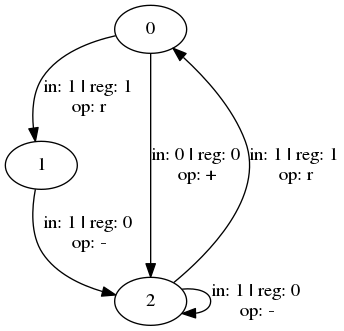 0
in: 1 | reg: 1
op: r
in: 0 | reg: 0
op: +
in: 1 | reg: 1
op: r
1
in: 1 | reg: 0
op: -
2
in: 1 | reg: 0
op: -